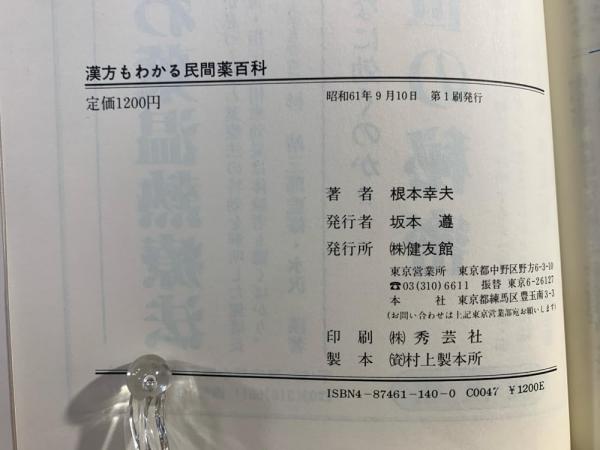 漢方もわかる民間薬百科
定価1200円
昭和61年9月10日 第1刷発行
著者 根本幸夫
発行者 坂本 遵
発行所 ㈱健友館
東京営業所 東京都中野区野方6-3-10
☎03(310)6611 振替 東京6-26127
本社 東京都練馬区豊玉南3-3
(お問い合わせは上記東京営業部宛お願いします)
印刷 ㈱秀芸社
製本 ㈾村上製本所
ISBN4-87461-140-0 C0047 ¥1200E